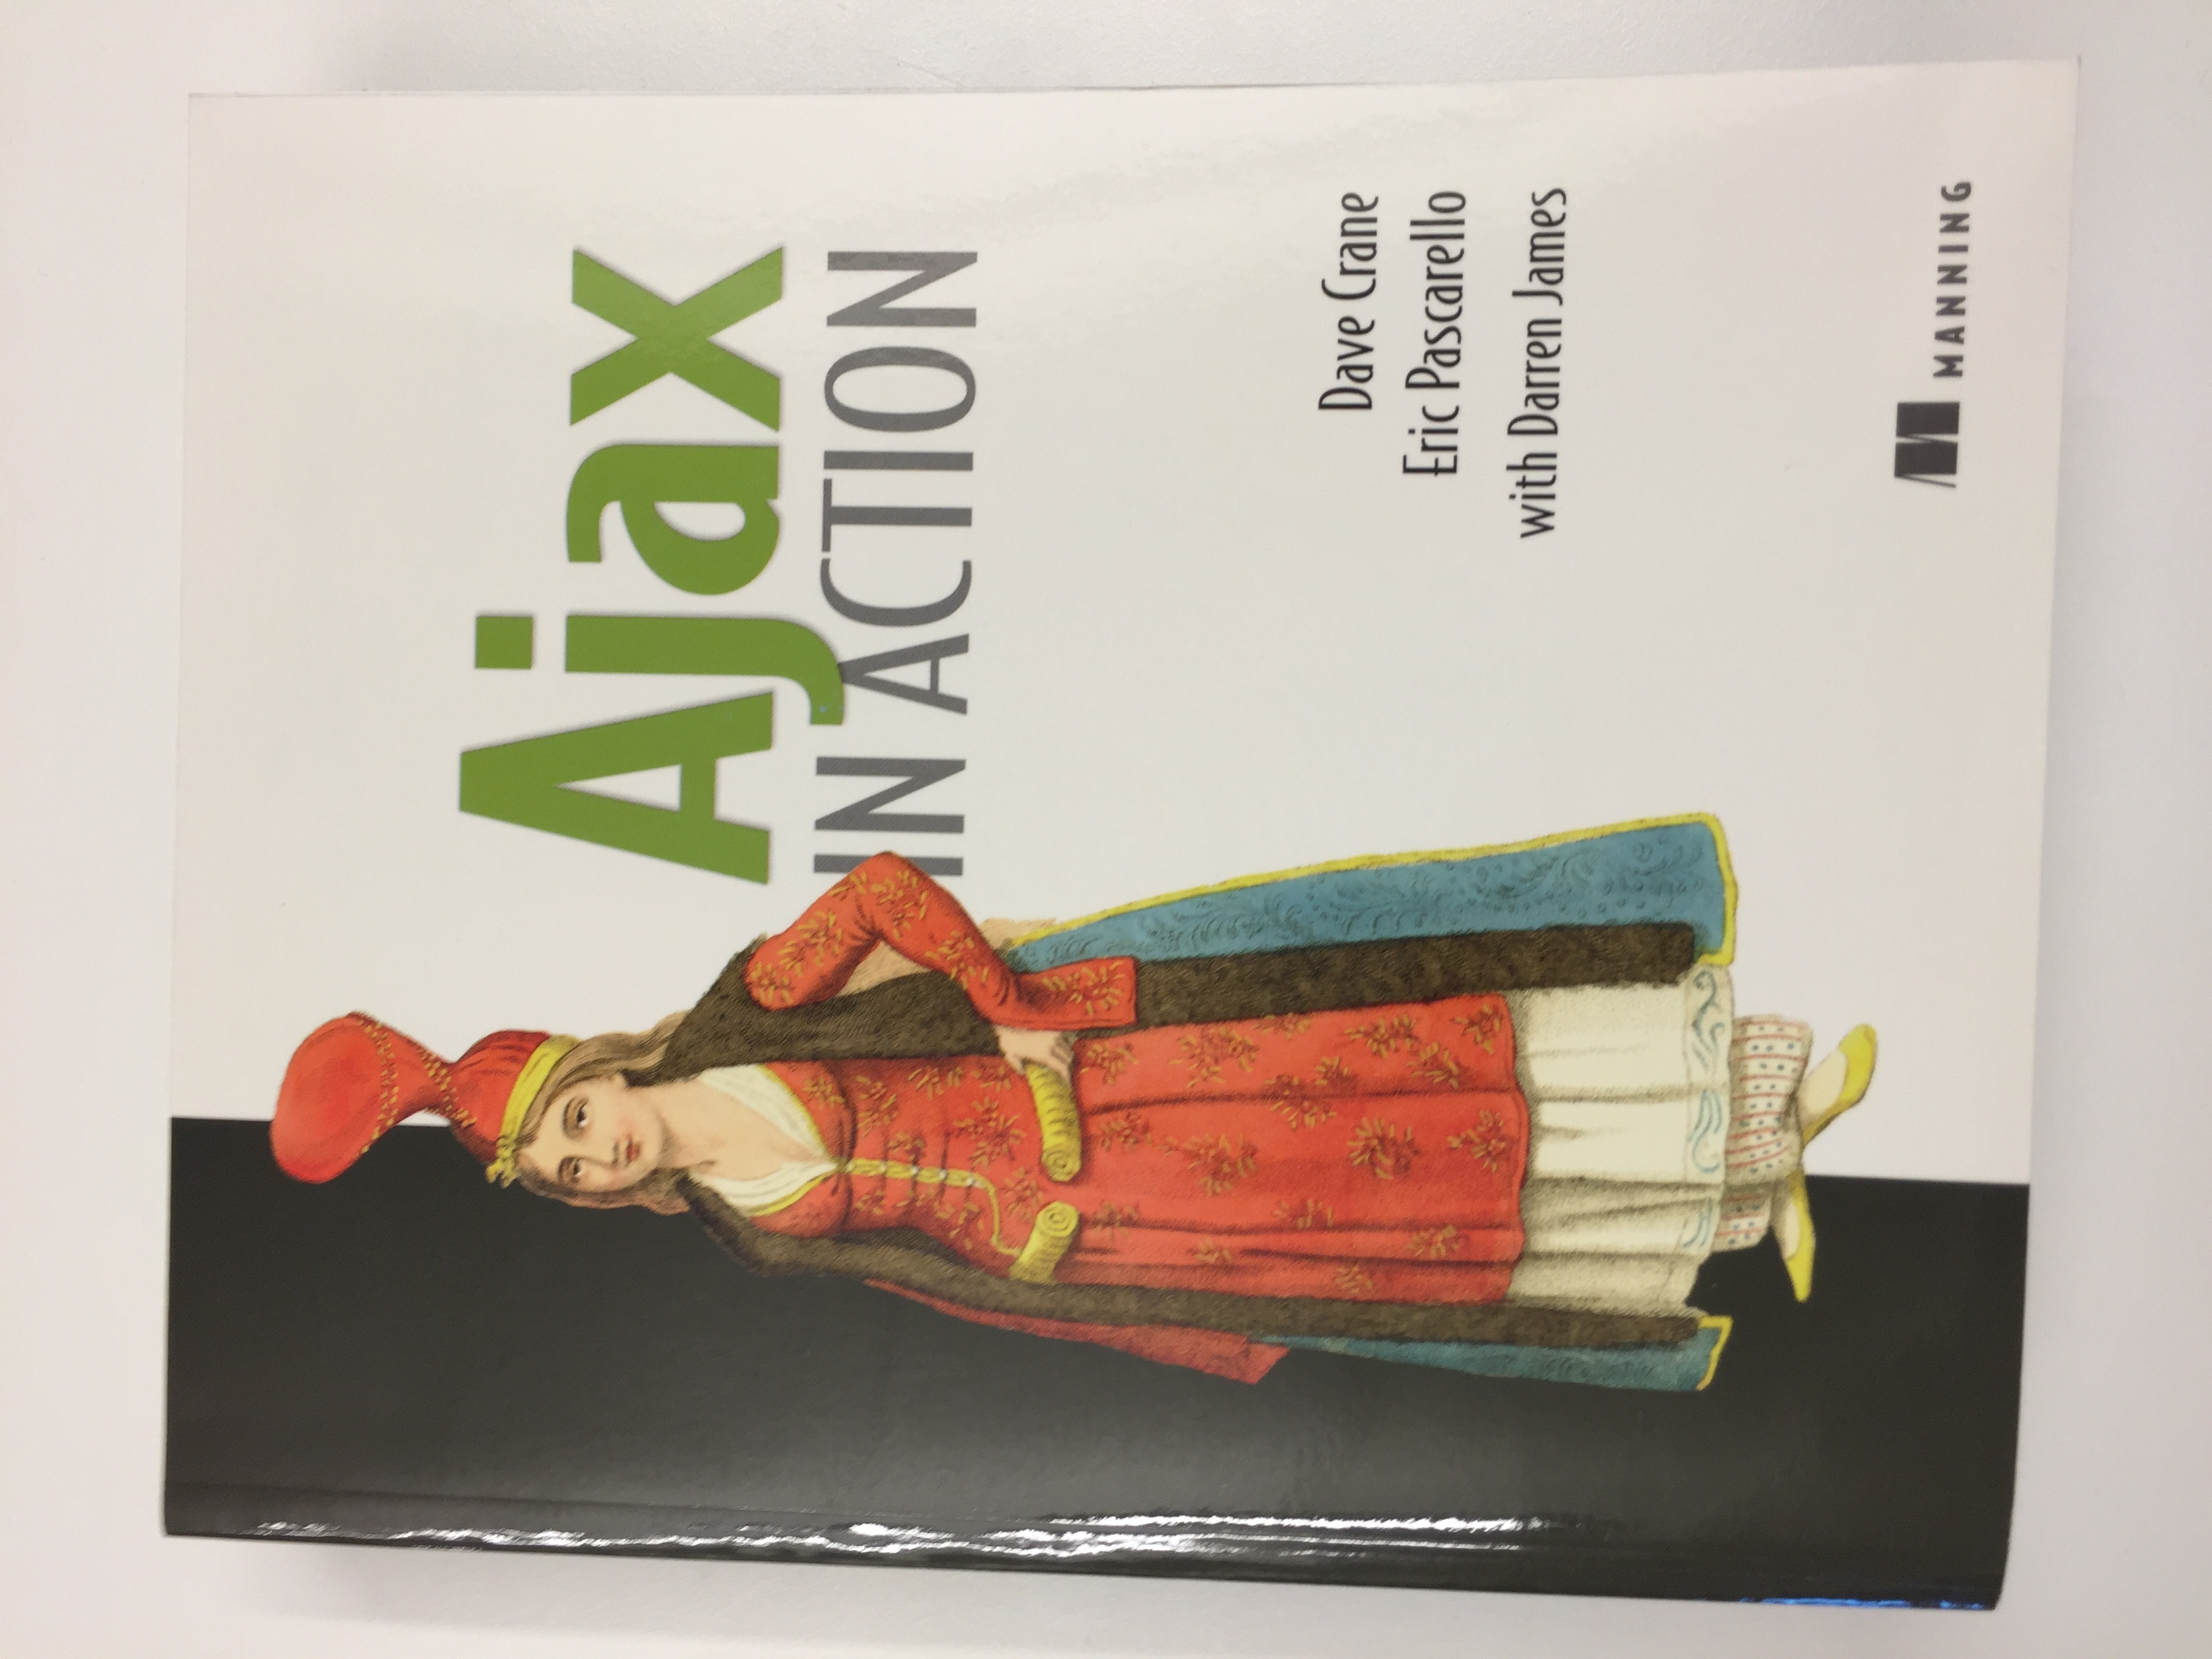 Ajax
IN ACTION
Dave Crane
Eric Pascarello
with Darren James
MANNING